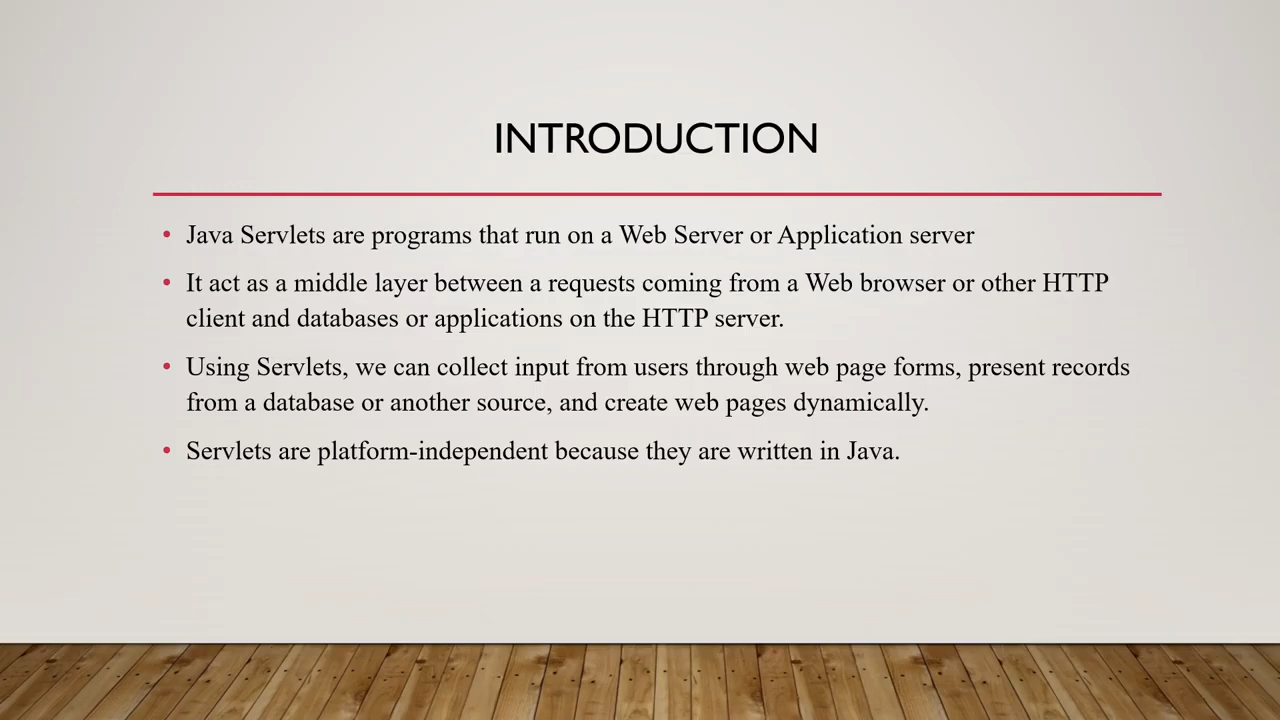 INTRODUCTION
• Java Servlets are programs that run on a Web Server or Application server
• It act as a middle layer between a requests coming from a Web browser or other HTTP
client and databases or applications on the HTTP server.
• Using Servlets, we can collect input from users through web page forms, present records
from a database or another source, and create web pages dynamically.
• Servlets are platform-independent because they are written in Java.